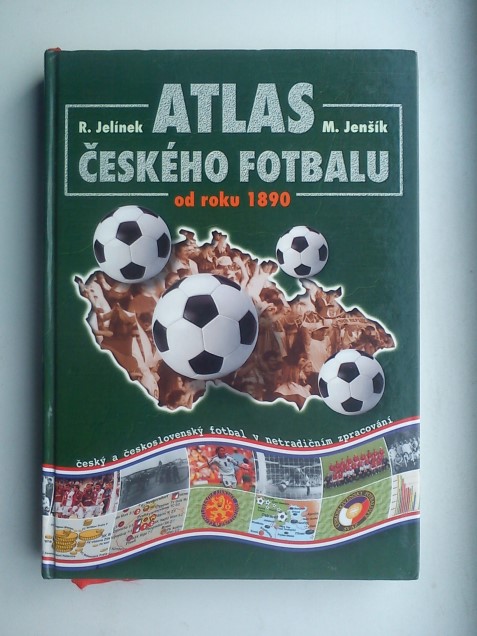 ATLAS
R. Jelínek
M. Jenšík
ČESKÉHO FOTBALU
od roku 1890
český a československý fotbal v netradičním zpracování